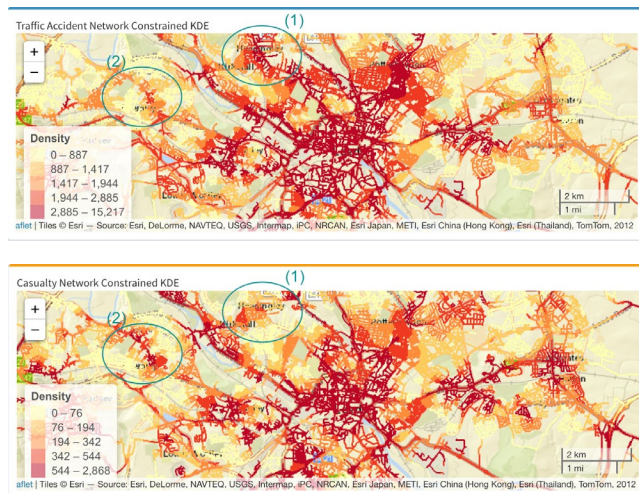 (1)
Traffic Accident Network Constrained KDE
+
(2)
−
Density
0 – 887
887 – 1,417
1,417 – 1,944
1,944 – 2,885
2,885 – 15,217
2 km
1 mi
aflet | Tiles © Esri — Source: Esri, DeLorme, NAVTEQ, USGS, Intermap, iPC, NRCAN, Esri Japan, METI, Esri China (Hong Kong), Esri (Thailand), TomTom, 2012
(1)
Casualty Network Constrained KDE
+
−
(2)
Density
0 – 76
76 – 194
194 – 342
342 – 544
544 – 2,868
2 km
1 mi
aflet | Tiles © Esri — Source: Esri, DeLorme, NAVTEQ, USGS, Intermap, iPC, NRCAN, Esri Japan, METI, Esri China (Hong Kong), Esri (Thailand), TomTom, 2012